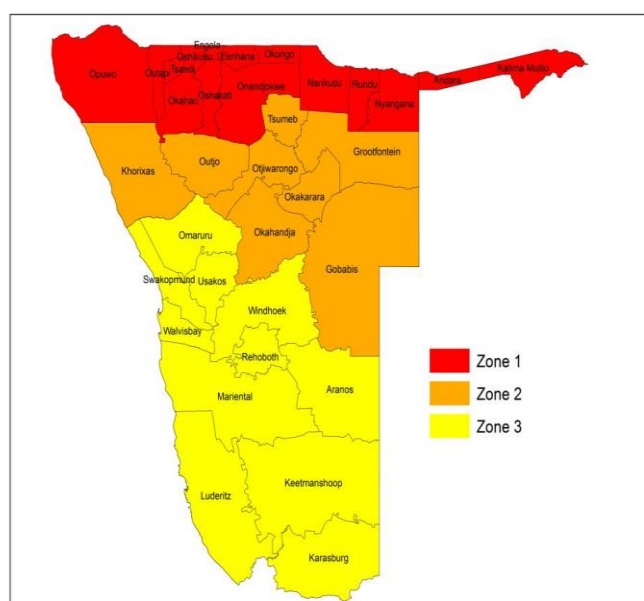 Engela
Oshikuku
Eenhana
Okongo
Opuwo
Outapi
Tsandi
Okahao
Oshakati
Onandjokwe
Nankudu
Rundu
Nyangana
Andara
Katima Mulilo
Tsumeb
Grootfontein
Khorixas
Outjo
Otjiwarongo
Okakarara
Okahandja
Gobabis
Omaruru
Swakopmund
Usakos
Windhoek
Walvisbay
Rehoboth
Aranos
Mariental
Zone 1
Zone 2
Zone 3
Keetmanshoop
Luderitz
Karasburg